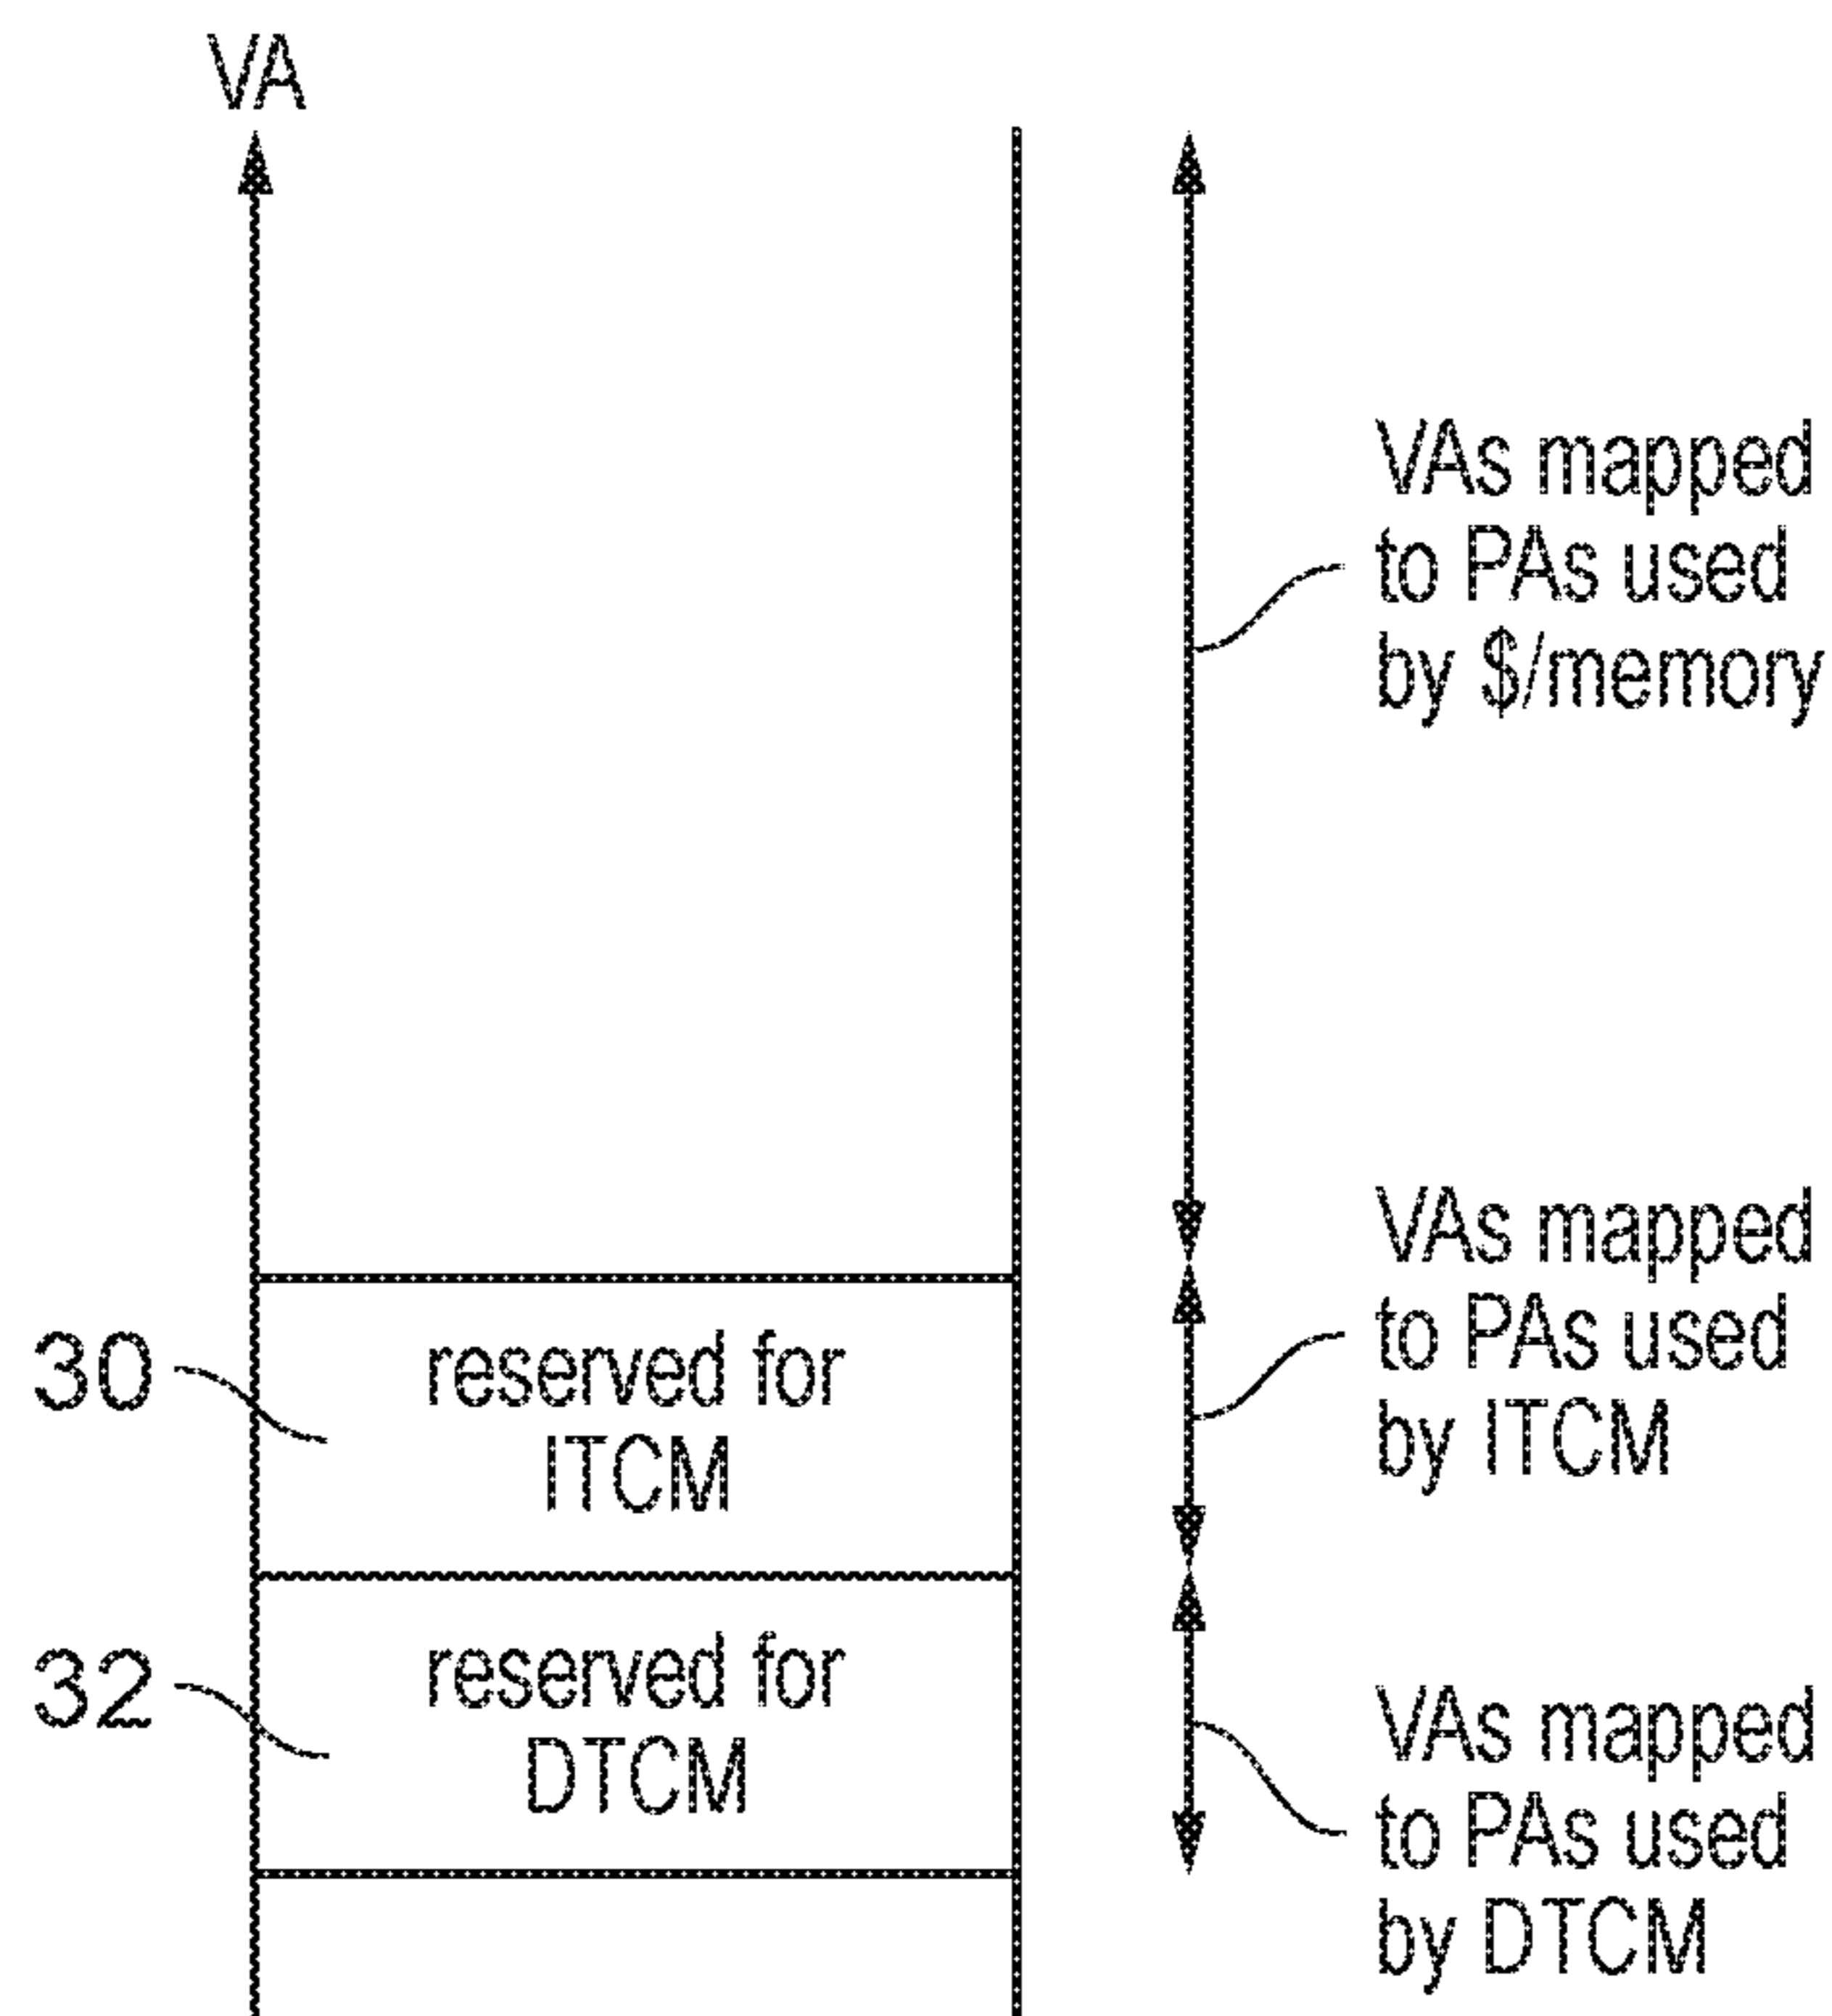 VA
VAs mapped
to PAs used
by $/memory
30
reserved for
ITCM
VAs mapped
to PAs used
by ITCM
32
reserved for
DTCM
VAs mapped
to PAs used
by DTCM